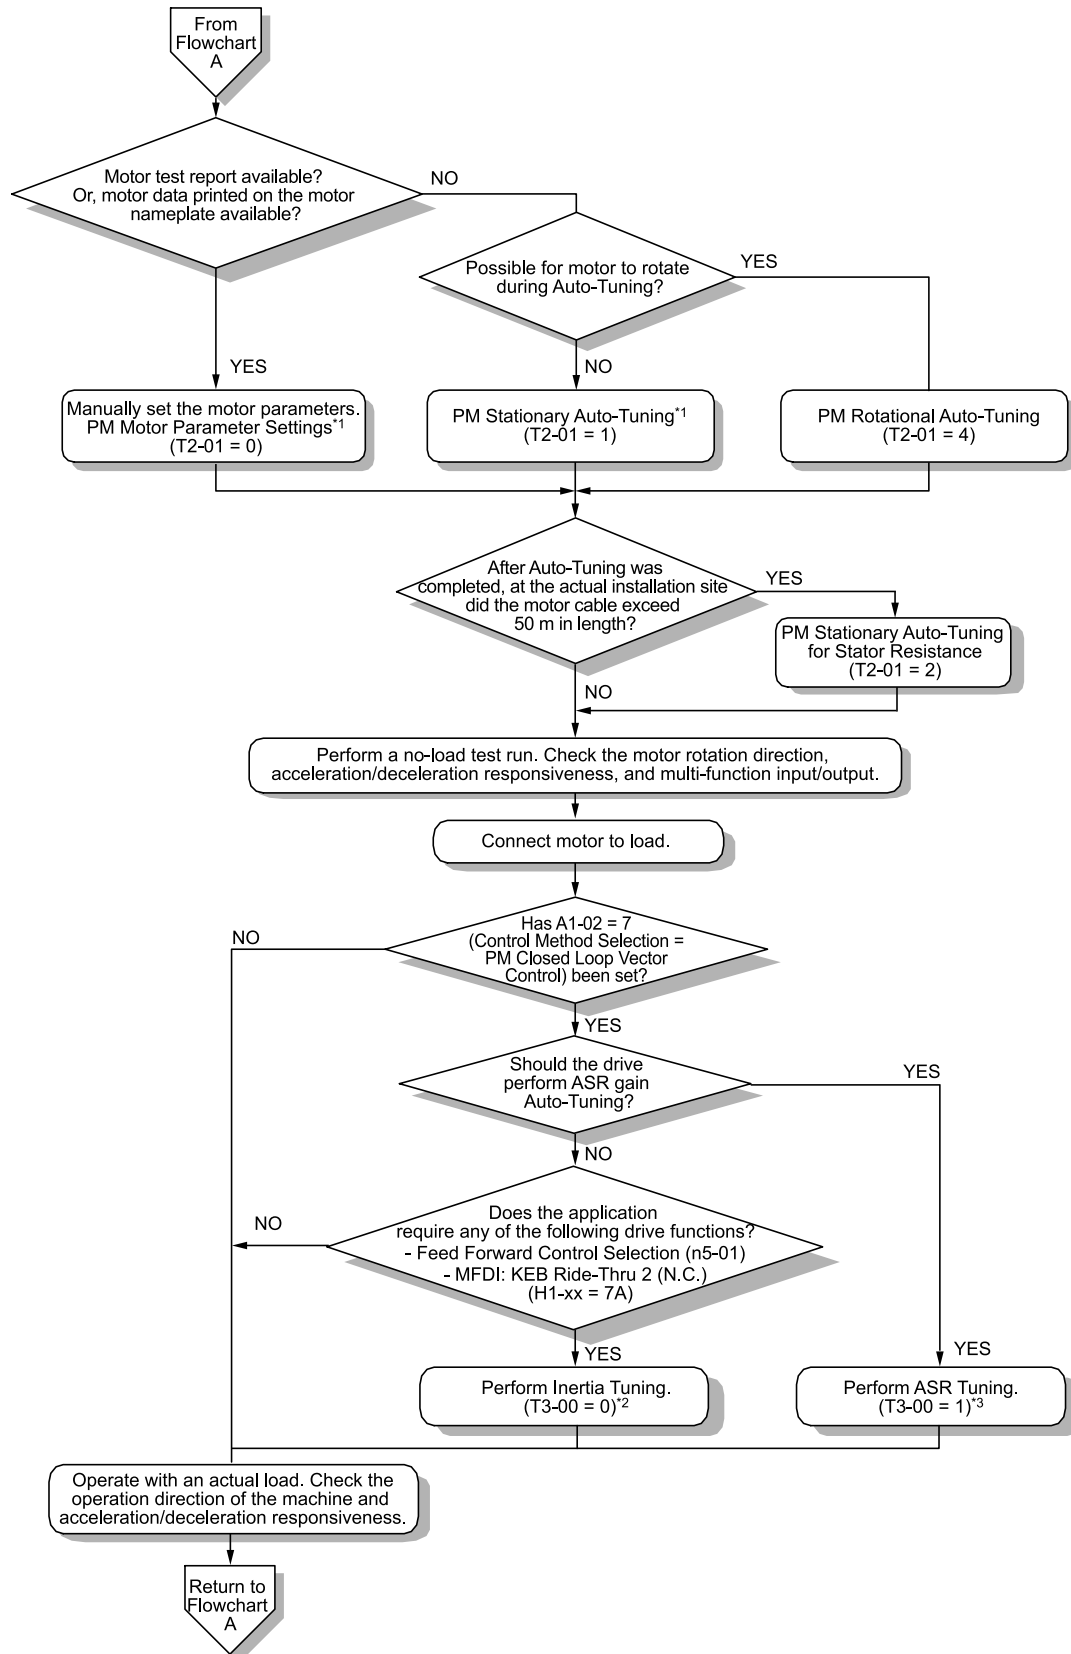 From
Flowchart
A
Motor test report available?
Or, motor data printed on the motor
nameplate available?
NO
YES
Possible for motor to rotate
during Auto-Tuning?
YES
NO
Manually set the motor parameters.
PM Motor Parameter Settings*1
(T2-01 = 0)
PM Stationary Auto-Tuning*1
(T2-01 = 1)
PM Rotational Auto-Tuning
(T2-01 = 4)
After Auto-Tuning was
completed, at the actual installation site
did the motor cable exceed
50 m in length?
YES
PM Stationary Auto-Tuning
for Stator Resistance
(T2-01 = 2)
NO
Perform a no-load test run. Check the motor rotation direction,
acceleration/deceleration responsiveness, and multi-function input/output.
Connect motor to load.
Has A1-02 = 7
(Control Method Selection =
PM Closed Loop Vector
Control) been set?
NO
YES
Should the drive
perform ASR gain
Auto-Tuning?
YES
NO
Does the application
require any of the following drive functions?
- Feed Forward Control Selection (n5-01)
- MFDI: KEB Ride-Thru 2 (N.C.)
(H1-xx = 7A)
NO
YES
YES
Perform Inertia Tuning.
(T3-00 = 0)*2
Perform ASR Tuning.
(T3-00 = 1)*3
Operate with an actual load. Check the
operation direction of the machine and
acceleration/deceleration responsiveness.
Return to
Flowchart
A